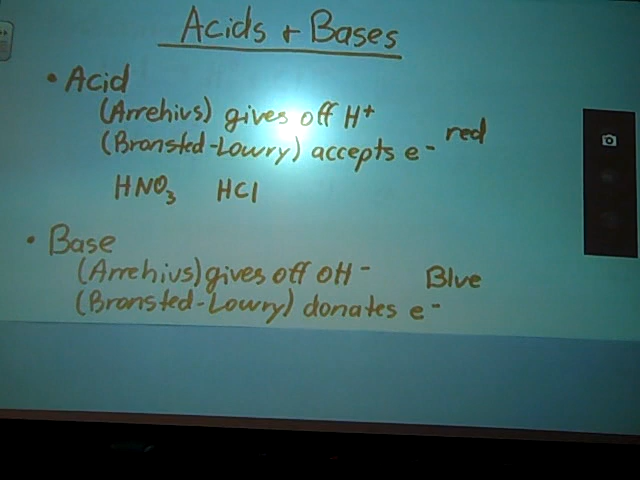 Acids + Bases
• Acid
(Arrehius) gives off H+
(Bronsted-Lowry) accepts e- red
HNO3 HCl
• Base
(Arrehius) gives off OH- Blue
(Bronsted-Lowry) donates e-